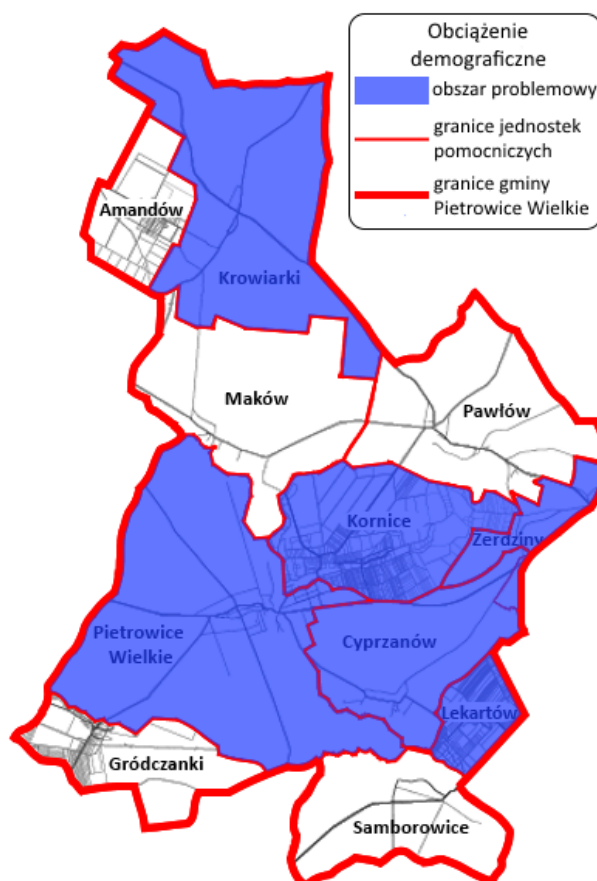 Obciążenie
demograficzne
obszar problemowy
granice jednostek
pomocniczych
granice gminy
Pietrowice Wielkie
Amandów
Krowiarki
Maków
Pawłów
Kornice
Żerdziny
Pietrowice
Wielkie
Cyprzanów
Lekartów
Gródczanki
Samborowice